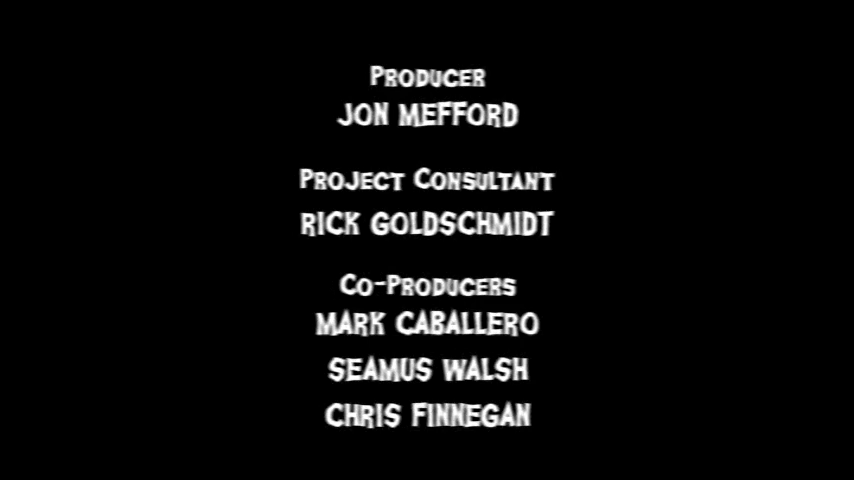 Producer
JON MEFFORD
Project Consultant
RICK GOLDSCHMIDT
Co-Producers
MARK CABALLERO
SEAMUS WALSH
CHRIS FINNEGAN